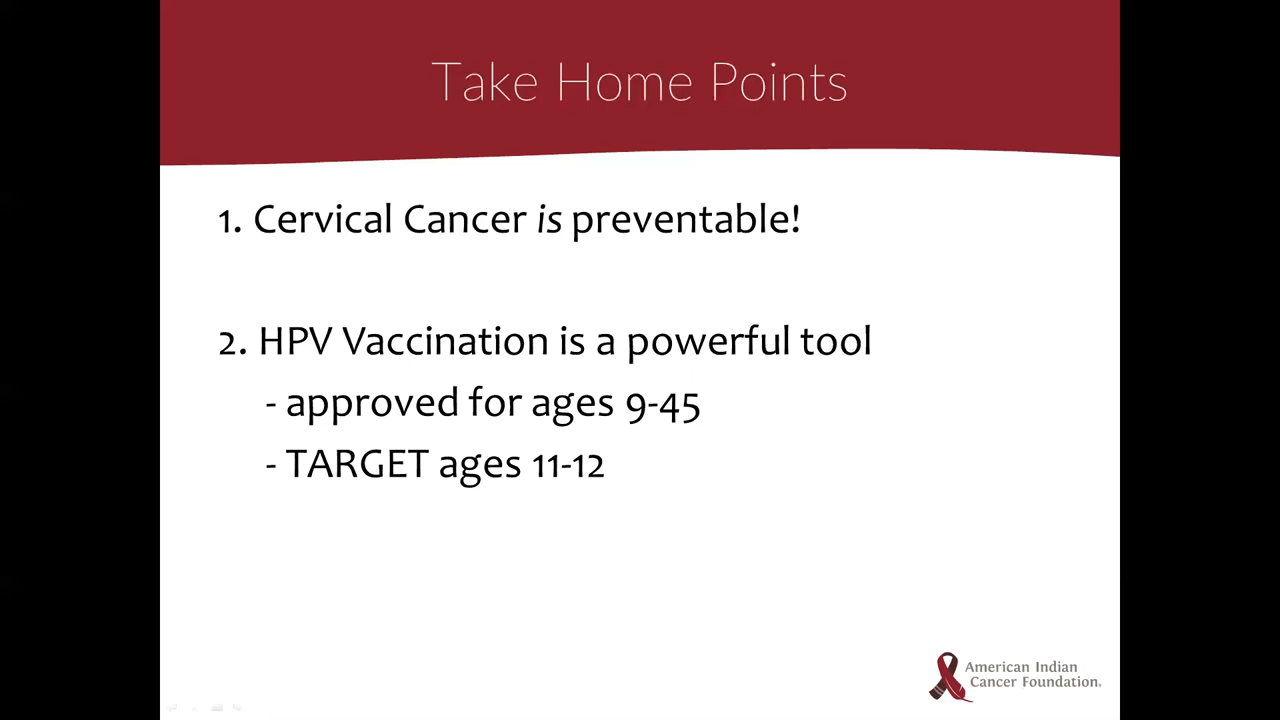 Take Home Points
1. Cervical Cancer is preventable!
2. HPV Vaccination is a powerful tool
- approved for ages 9-45
- TARGET ages 11-12
American Indian
Cancer Foundation®